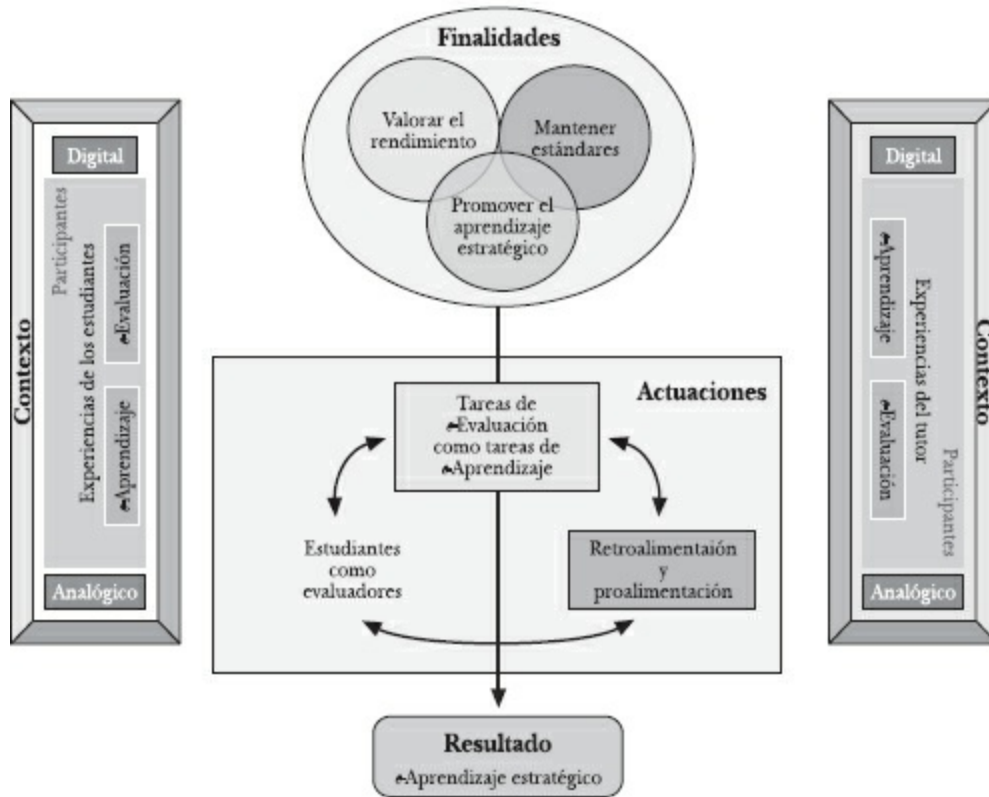 Finalidades
Valorar el
rendimiento
Mantener
estándares
Promover el
aprendizaje
estratégico
Contexto
Digital
Participantes
Experiencias de los estudiantes
e-Evaluación
e-Aprendizaje
Analógico
Actuaciones
Tareas de
e-Evaluación
como tareas de
e-Aprendizaje
Estudiantes
como
evaluadores
Retroalimentaión
y
proalimentación
Digital
e-Aprendizaje
e-Evaluación
Experiencias del tutor
Participantes
Analógico
Contexto
Resultado
e-Aprendizaje estratégico